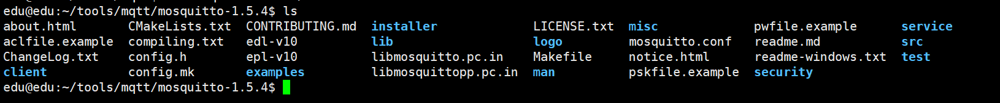 edu@edu:~/tools/mqtt/mosquitto-1.5.4$ ls
about.html CMakeLists.txt CONTRIBUTING.md installer LICENSE.txt misc pwfile.example service
aclfile.example compiling.txt edl-v10 lib logo mosquitto.conf readme.md src
ChangeLog.txt config.h epl-v10 libmosquitto.pc.in Makefile notice.html readme-windows.txt test
client config.mk examples libmosquittopp.pc.in man pskfile.example security
edu@edu:~/tools/mqtt/mosquitto-1.5.4$